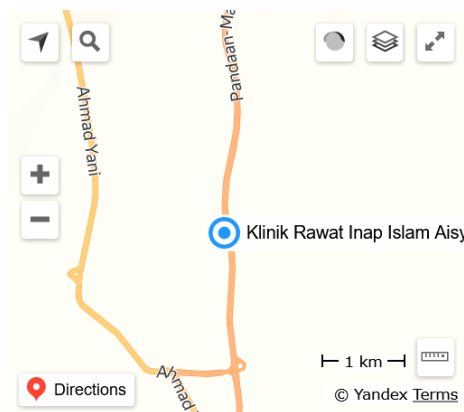 Ahmad Yani
Pandaan-Ma
Klinik Rawat Inap Islam Aisy
Ahmad
1 km
Directions
© Yandex Terms